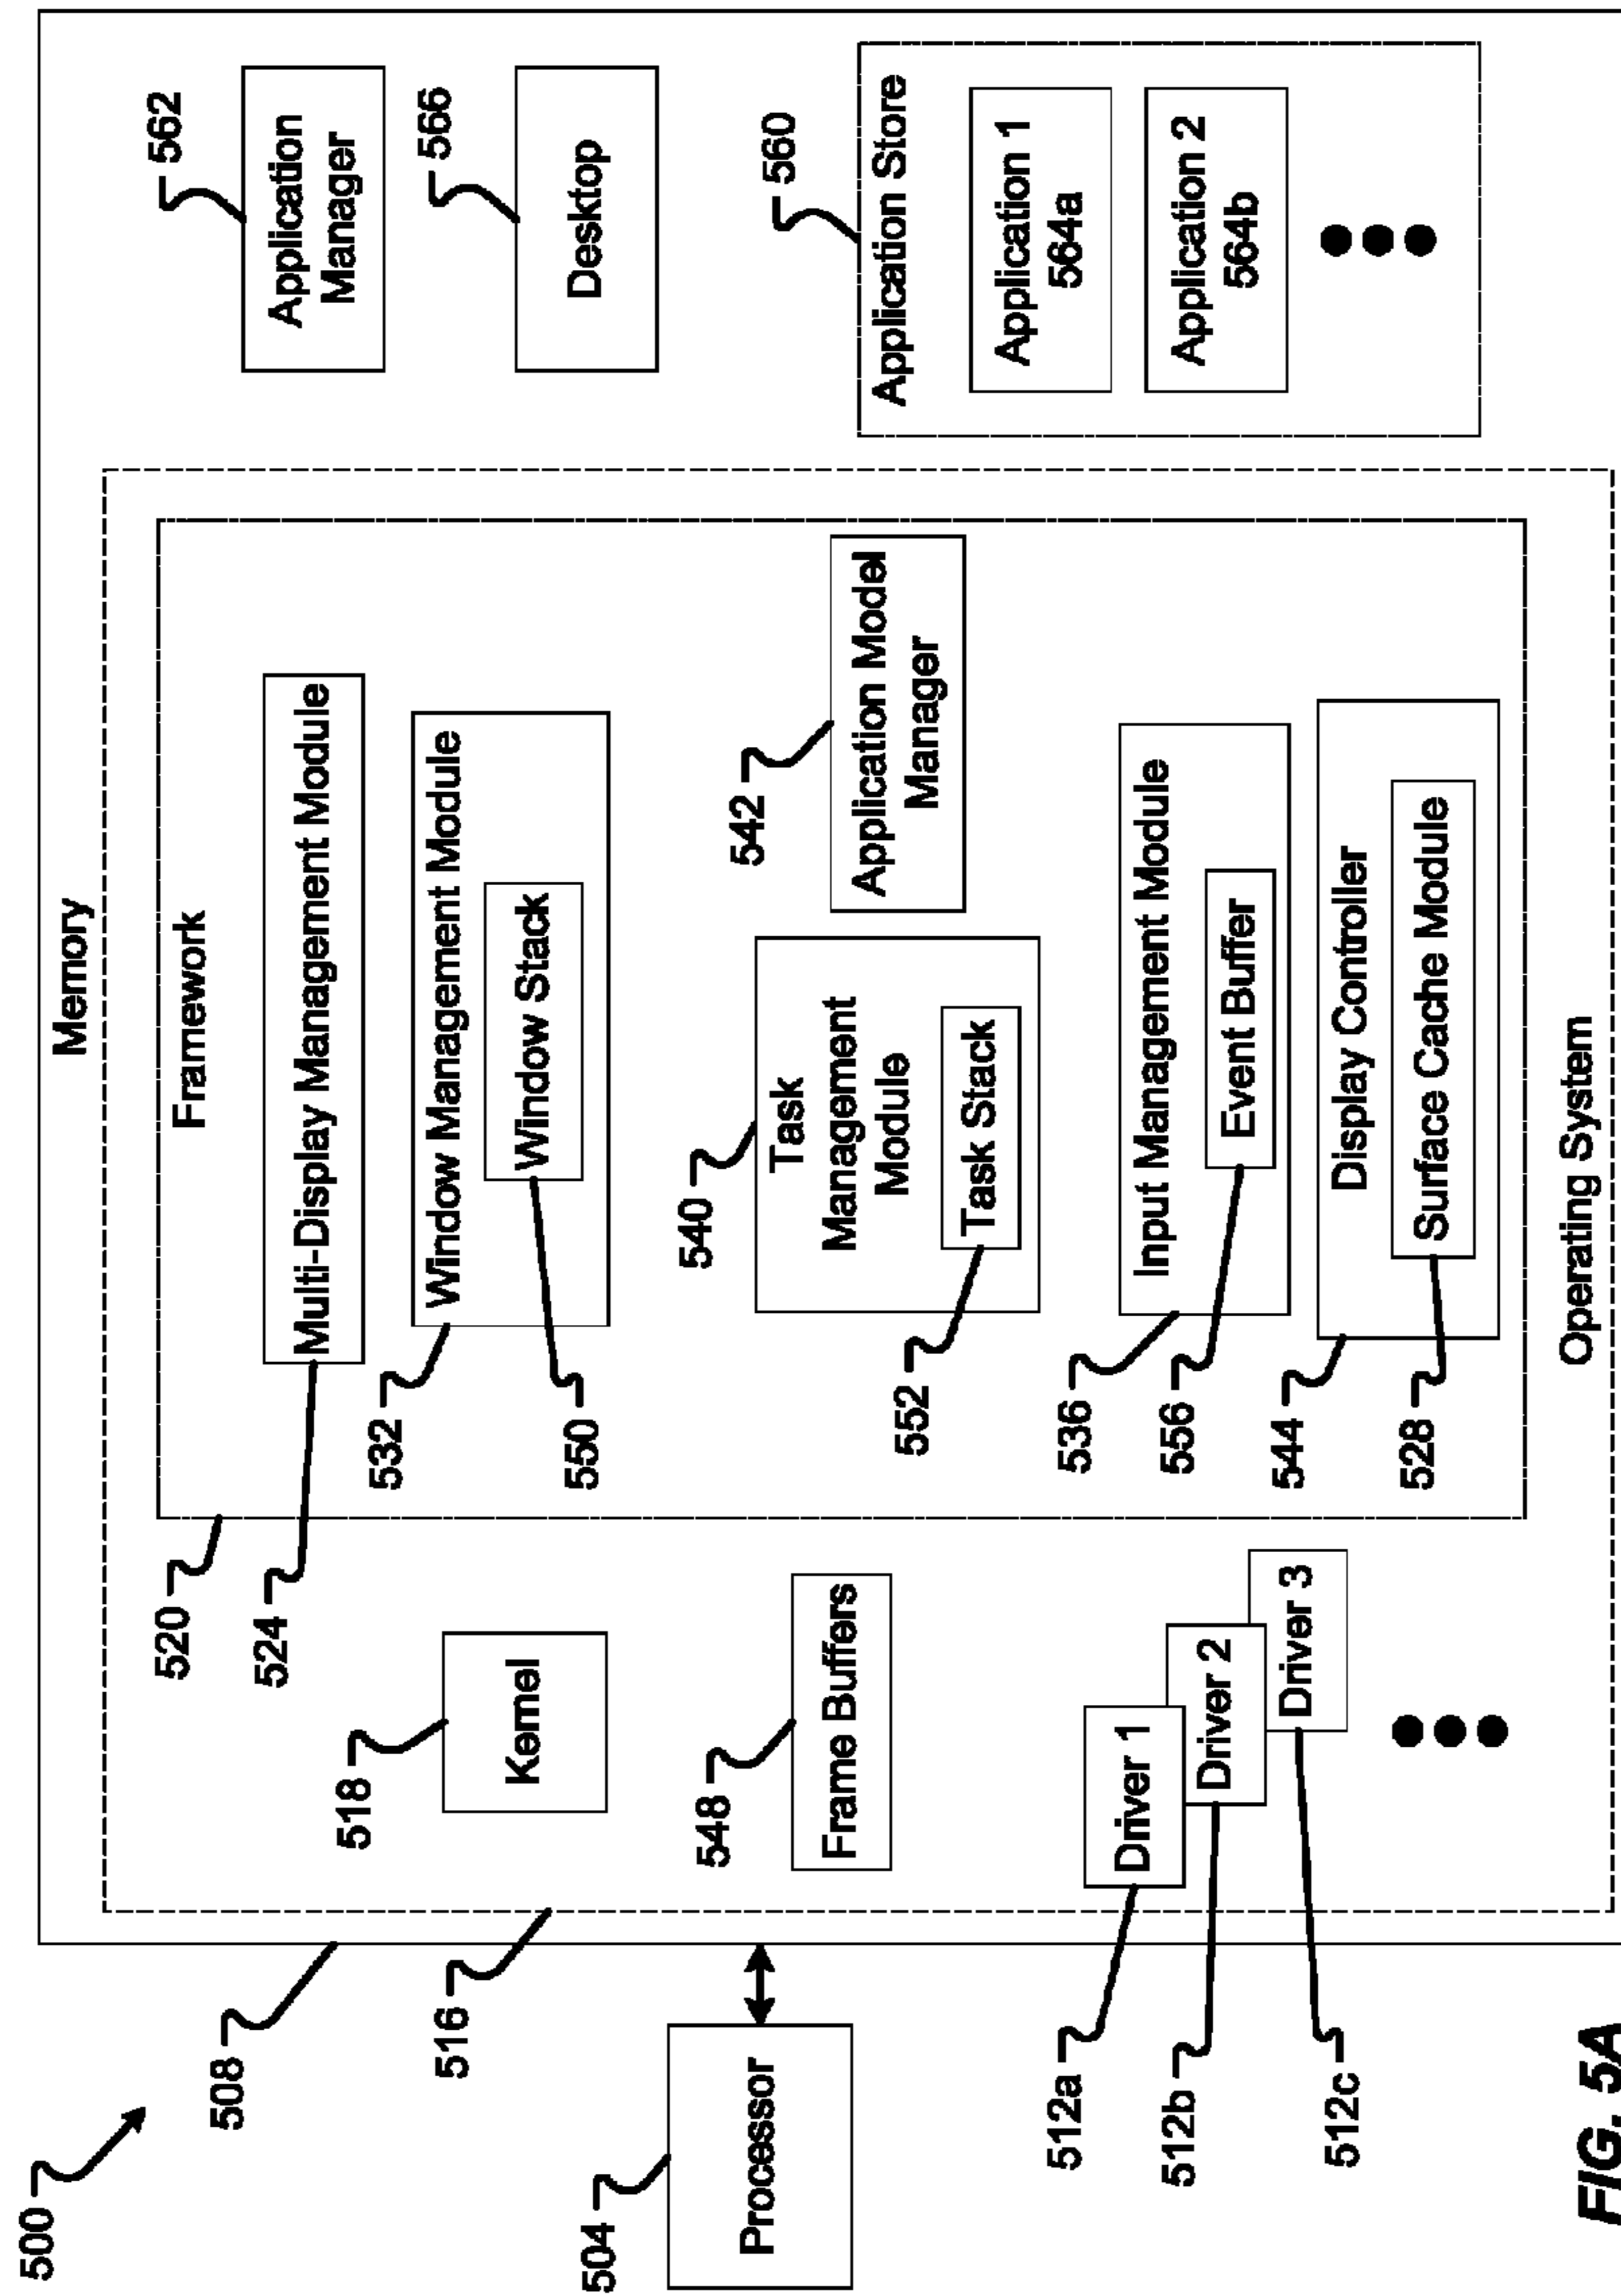 500
508
Memory
516
Framework
520
524
Multi-Display Management Module
562
Application
Manager
532
Window Management Module
518
Kernel
550
Window Stack
566
Desktop
504
Processor
548
Frame Buffers
540
Task
Management
Module
552
Task Stack
542
Application Model
Manager
560
Application Store
Application 1
564a
Application 2
564b
512a
Driver 1
512b
Driver 2
512c
Driver 3
536
Input Management Module
556
Event Buffer
544
Display Controller
528
Surface Cache Module
Operating System
FIG. 5A